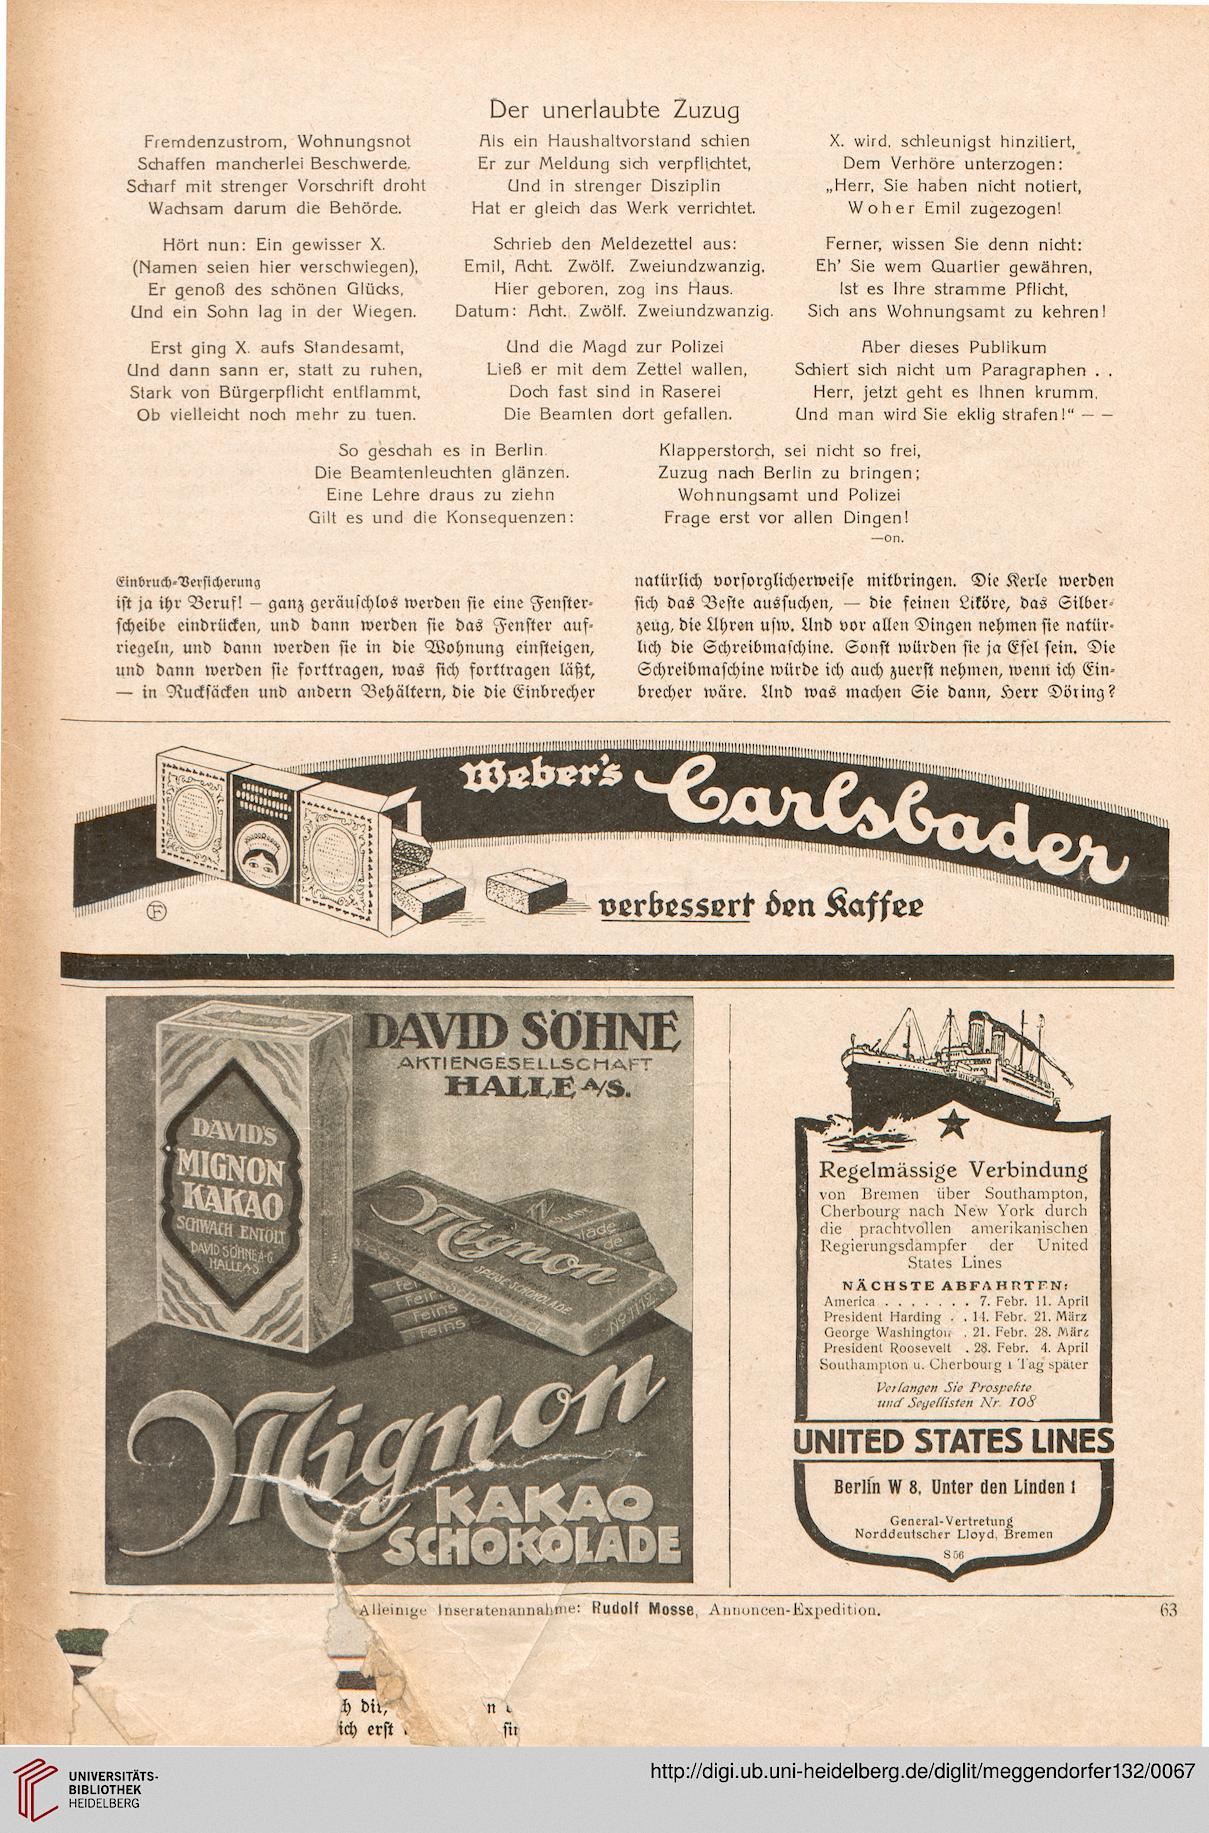 Der unerlaubte Zuzug
Fremdenzustrom, Wohnungsnot
Schaffen mancherlei Beschwerde.
Scharf mit strenger Vorschrift droht
Wachsam darum die Behörde.
Hört nun: Ein gewisser X.
(Namen seien hier verschwiegen),
Er genoß des schönen Glücks,
Und ein Sohn lag in der Wiegen.
Erst ging X. aufs Standesamt,
Und dann sann er, statt zu ruhen,
Stark von Bürgerpflicht entflammt,
Ob vielleicht noch mehr zu tuen.
Als ein Haushaltvorstand schien
Er zur Meldung sich verpflichtet,
Und in strenger Disziplin
Hat er gleich das Werk verrichtet.
Schrieb den Meldezettel aus:
Emil, Acht. Zwölf. Zweiundzwanzig.
Hier geboren, zog ins Haus.
Datum: Acht. Zwölf. Zweiundzwanzig.
Und die Magd zur Polizei
Ließ er mit dem Zettel wallen,
Doch fast sind in Raserei
Die Beamten dort gefallen.
X. wird, schleunigst hinzitiert,
Dem Verhöre unterzogen:
„Herr, Sie haben nicht notiert,
Woher Emil zugezogen!
Ferner, wissen Sie denn nicht:
Eh' Sie wem Quartier gewähren,
Ist es Ihre stramme Pflicht,
Sich ans Wohnungsamt zu kehren!
Aber dieses Publikum
Schiert sich nicht um Paragraphen . .
Herr, jetzt geht es Ihnen krumm.
Und man wird Sie eklig strafen!“ — —
So geschah es in Berlin.
Die Beamtenleuchten glänzen.
Eine Lehre draus zu ziehn
Gilt es und die Konsequenzen:
Klapperstorch, sei nicht so frei,
Zuzug nach Berlin zu bringen;
Wohnungsamt und Polizei
Frage erst vor allen Dingen!
—on.
Einbruch-Versicherung
ist ja ihr Beruf! — ganz geräuschlos werden sie eine Fenster-
scheibe eindrücken, und dann werden sie das Fenster auf-
riegeln, und dann werden sie in die Wohnung einsteigen,
und dann werden sie forttragen, was sich forttragen läßt,
— in Rucksäcken und andern Behältern, die die Einbrecher
natürlich vorsorglicherweise mitbringen. Die Kerle werden
sich das Beste aussuchen, — die feinen Liköre, das Silber-
zeug, die Uhren usw. Und vor allen Dingen nehmen sie natür-
lich die Schreibmaschine. Sonst würden sie ja Esel sein. Die
Schreibmaschine würde ich auch zuerst nehmen, wenn ich Ein-
brecher wäre. Und was machen Sie dann, Herr Döring?
Weber's Carlsbader
verbessert den Kaffee
F
DAVID SÖHNE
AKTIENGESELLSCHAFT
HALLE A/S.
DAVID'S
MIGNON
KAKAO
SCHWACH ENTÖLT
DAVID SÖHNE A-G
HALLE A/S.
Mignon
SPEISE-SCHOKOLADE
Mignon
KAKAO
SCHOKOLADE
Regelmässige Verbindung
von Bremen über Southampton,
Cherbourg nach New York durch
die prachtvollen amerikanischen
Regierungsdampfer der United
States Lines
NÄCHSTE ABFAHRTEN:
America . . . . . . . 7. Febr. 11. April
President Harding . . 14. Febr. 21. März
George Washington . 21. Febr. 28. März
President Roosevelt . 28. Febr. 4. April
Southampton u. Cherbourg 1 Tag später
Verlangen Sie Prospekte
und Segellisten Nr. 108
UNITED STATES LINES
Berlin W 8, Unter den Linden 1
General-Vertretung
Norddeutscher Lloyd, Bremen
S 56
Alleinige Inseratenannahme: Rudolf Mosse, Annoncen-Expedition.
63
dir,
ich erst
UNIVERSITÄTS-
BIBLIOTHEK
HEIDELBERG
http://digi.ub.uni-heidelberg.de/diglit/meggendorfer132/0067